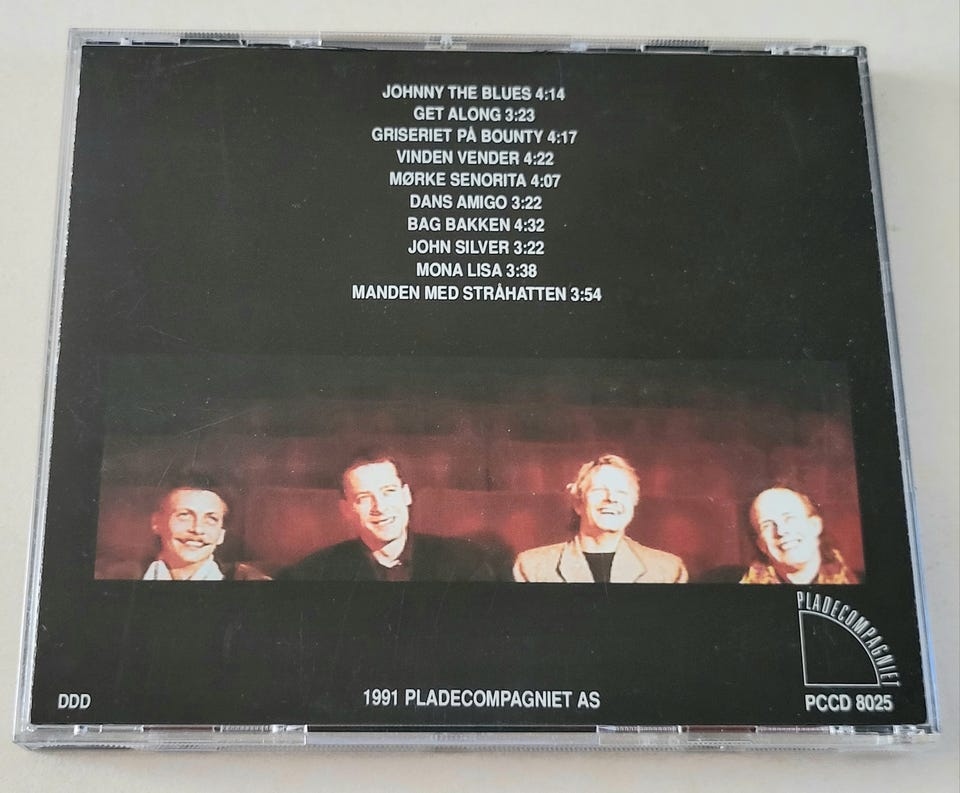 JOHNNY THE BLUES 4:14
GET ALONG 3:23
GRISERIET PÅ BOUNTY 4:17
VINDEN VENDER 4:22
MØRKE SENORITA 4:07
DANS AMIGO 3:22
BAG BAKKEN 4:32
JOHN SILVER 3:22
MONA LISA 3:38
MANDEN MED STRÅHATTEN 3:54
PLADECOMPAGNIET
DDD
1991 PLADECOMPAGNIET AS
PCCD 8025